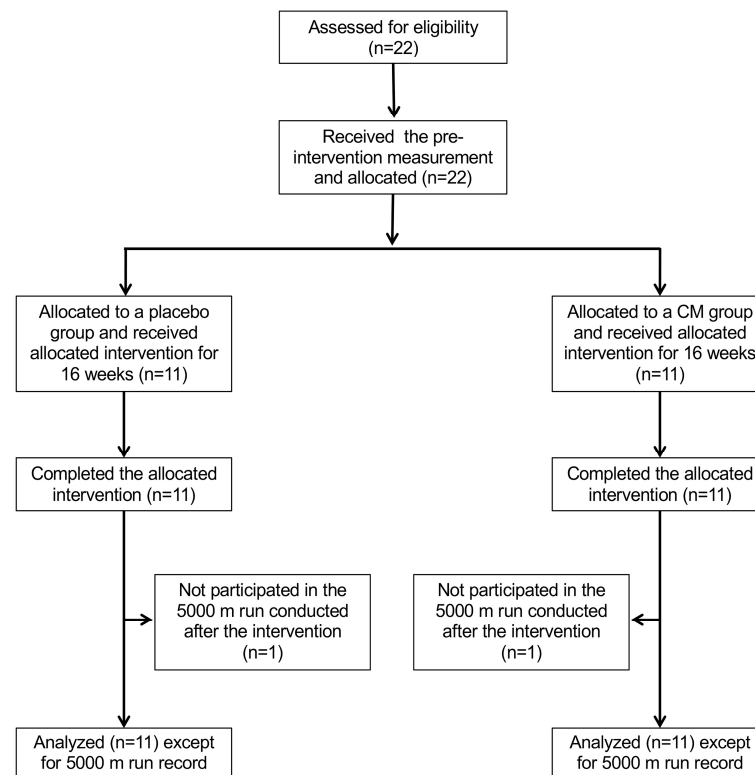 Assessed for eligibility
(n=22)
Received the pre-
intervention measurement
and allocated (n=22)
Allocated to a placebo
group and received
allocated intervention for
16 weeks (n=11)
Allocated to a CM group
and received allocated
intervention for 16 weeks
(n=11)
Completed the allocated
intervention (n=11)
Completed the allocated
intervention (n=11)
Not participated in the
5000 m run conducted
after the intervention
(n=1)
Not participated in the
5000 m run conducted
after the intervention
(n=1)
Analyzed (n=11) except
for 5000 m run record
Analyzed (n=11) except
for 5000 m run record